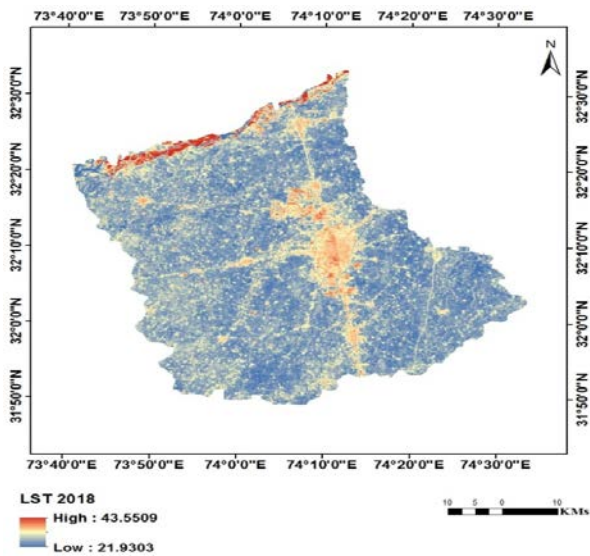 73°40'0"E 73°50'0"E 74°0'0"E 74°10'0"E 74°20'0"E 74°30'0"E
N
32°30'0"N 32°30'0"N
32°20'0"N 32°20'0"N
32°10'0"N 32°10'0"N
32°0'0"N 32°0'0"N
31°50'0"N 31°50'0"N
73°40'0"E 73°50'0"E 74°0'0"E 74°10'0"E 74°20'0"E 74°30'0"E
LST 2018
High : 43.5509
Low : 21.9303
10 5 0 10
KMs